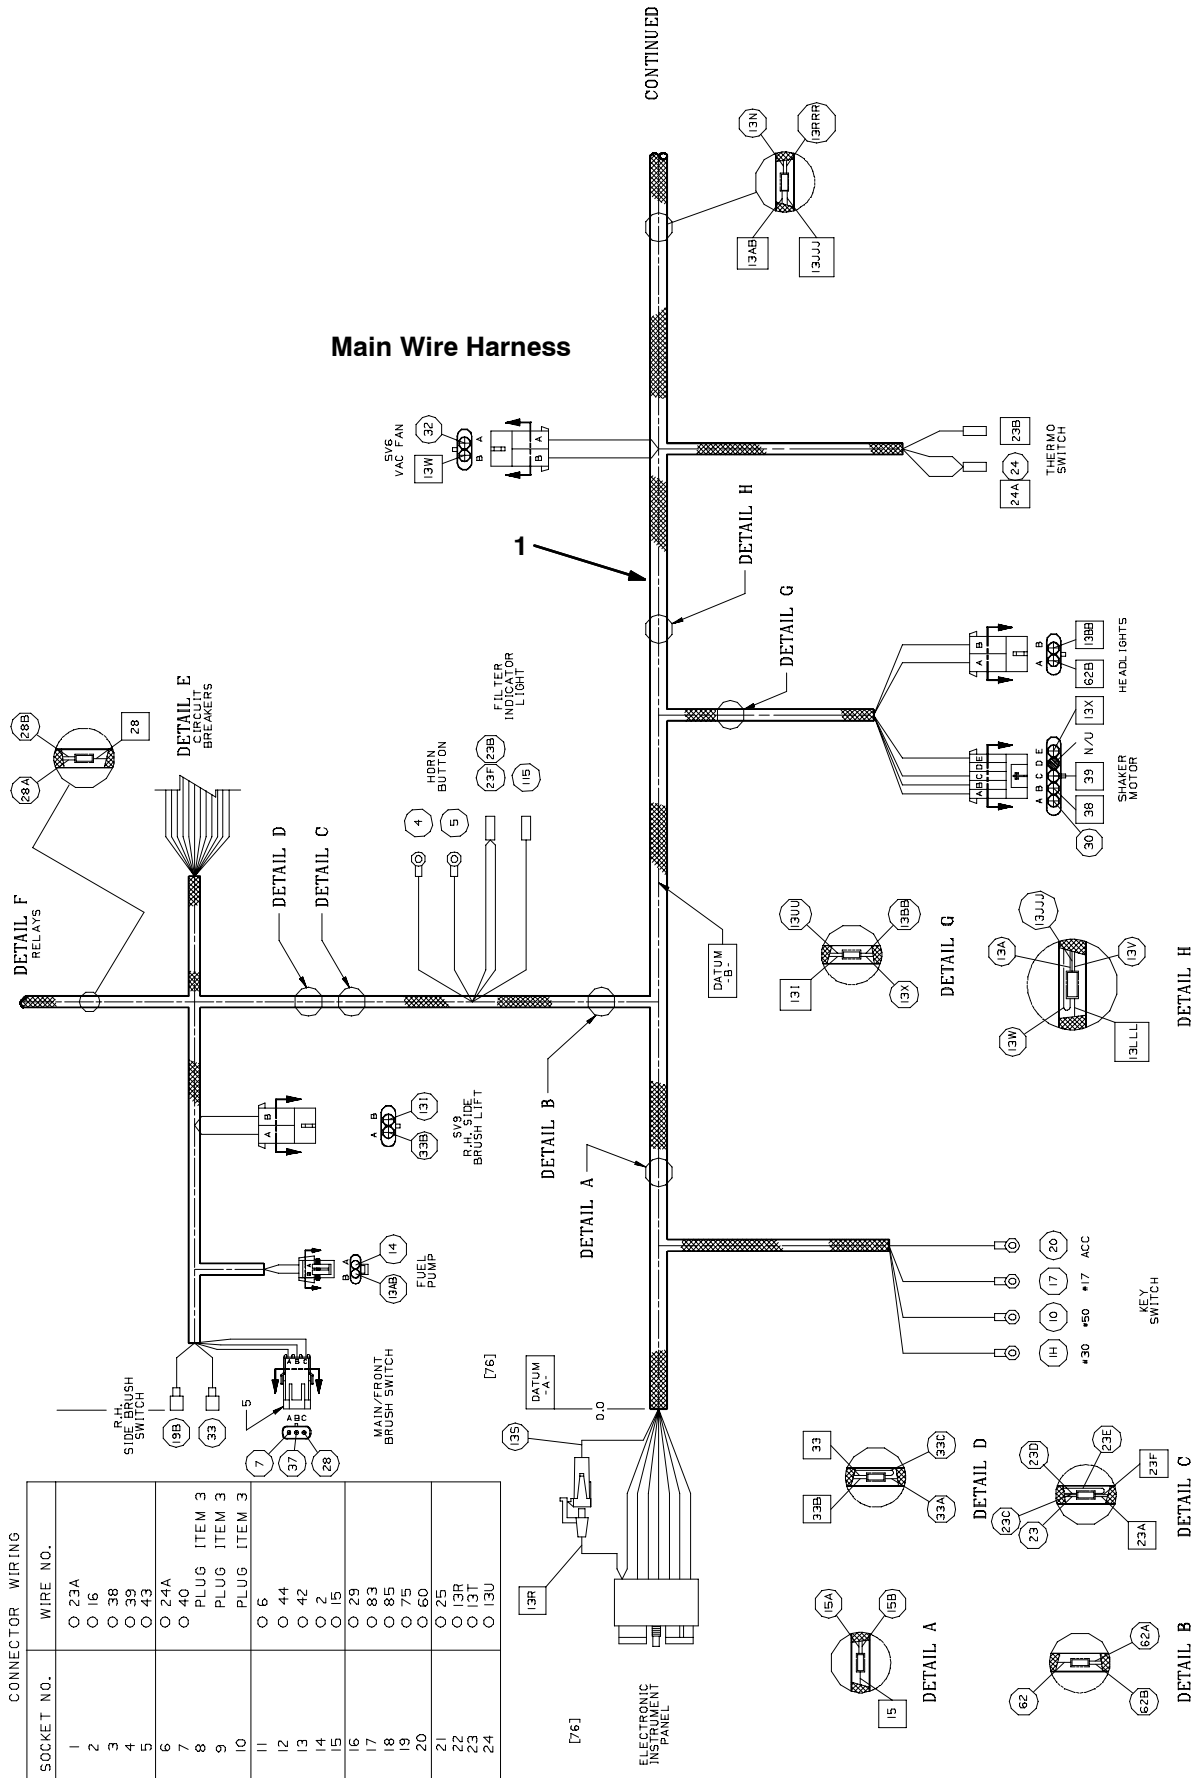 CONNECTOR WIRING
SOCKET NO. WIRE NO.
1 23A
2 16
3 38
4 39
5 43
6 24A
7 40
8 PLUG ITEM 3
9 PLUG ITEM 3
10 PLUG ITEM 3
11 6
12 44
13 42
14 2
15 15
16 29
17 83
18 85
19 75
20 60
21 25
22 13R
23 13T
24 13U
Main Wire Harness
CONTINUED
1
DETAIL F
RELAYS
28A
28B
28
DETAIL E
CIRCUIT
BREAKERS
DETAIL D
DETAIL C
HORN
BUTTON
4
5
FILTER
INDICATOR
LIGHT
23F
23B
115
R.H.
SIDE BRUSH
SWITCH
19B
33
5
A B C
A B C
7
37
28
MAIN/FRONT
BRUSH SWITCH
B A
B A
13AB
14
FUEL
PUMP
A B
A B
33B
131
SV9
R.H. SIDE
BRUSH LIFT
DETAIL B
DETAIL A
[76]
DATUM
-A-
0.0
13S
13R
[76]
ELECTRONIC
INSTRUMENT
PANEL
1H
10
17
20
#30
#50
#17
ACC
KEY
SWITCH
DATUM
-B-
SV6
VAC FAN
13W
32
B A
B A
13N
13RRR
13AB
13JJJ
23B
24
24A
THERMO
SWITCH
DETAIL H
DETAIL G
A B
A B
62B
13BB
HEADLIGHTS
A B C D E
A B C D E
30
38
39
N/U
13X
SHAKER
MOTOR
13UU
13I
13BB
13X
DETAIL G
13JJJ
13A
13V
13W
13LLL
DETAIL H
33
33B
33C
33A
DETAIL D
23D
23E
23C
23
23F
23A
DETAIL C
15A
15B
15
DETAIL A
62
62A
62B
DETAIL B